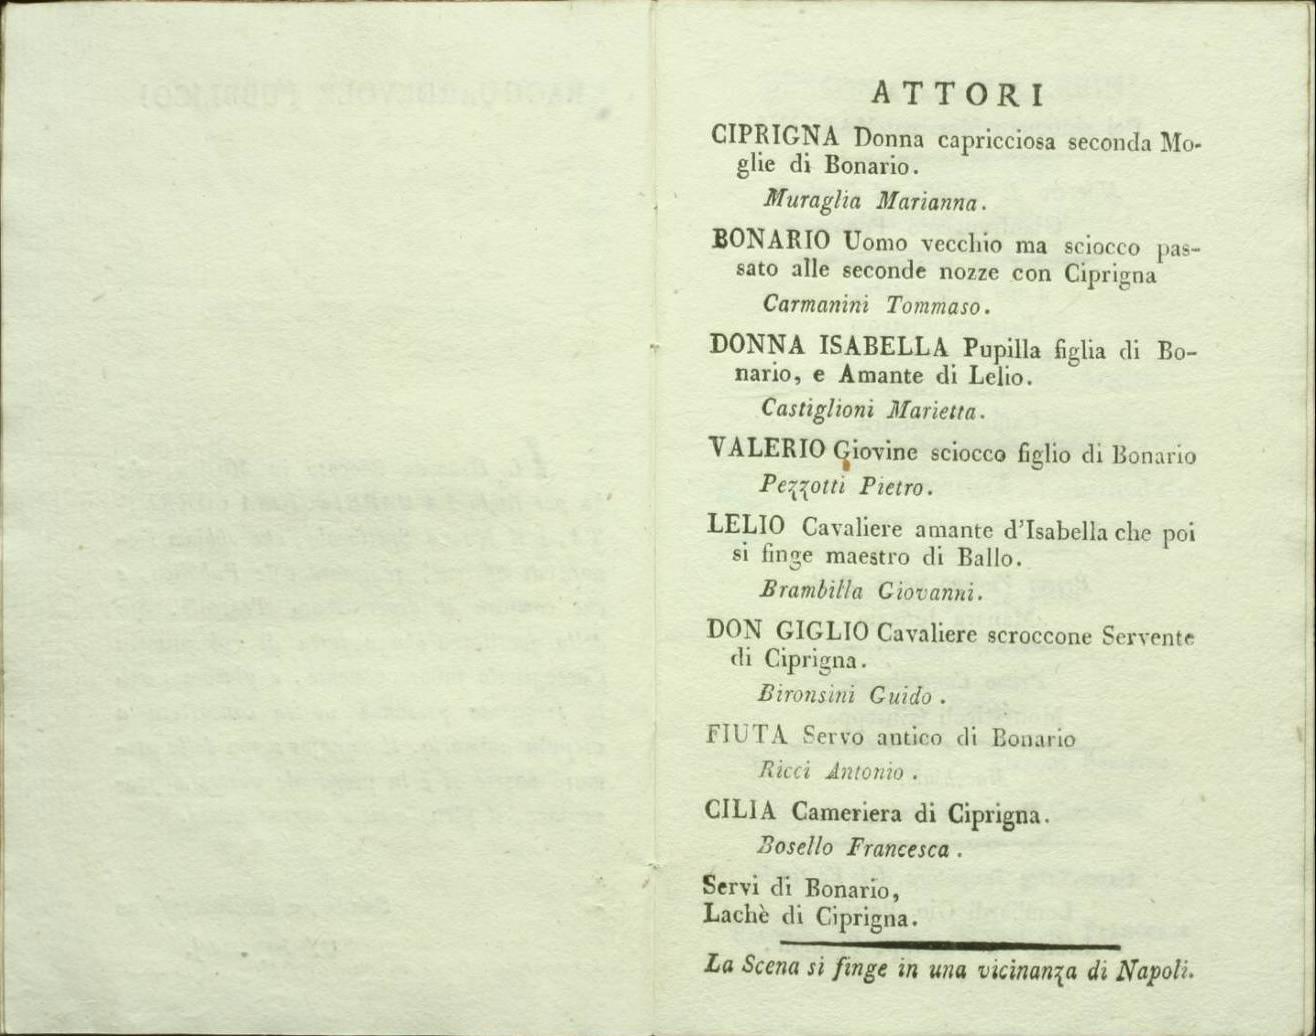 ATTORI
CIPRIGNA Donna capricciosa seconda Mo-
glie di Bonario.
Muraglia Marianna.
BONARIO Uomo vecchio ma sciocco pas-
sato alle seconde nozze con Ciprigna
Carmanini Tommaso.
DONNA ISABELLA Pupilla figlia di Bo-
nario, e Amante di Lelio.
Castiglioni Marietta.
VALERIO Giovine sciocco figlio di Bonario
Pezzotti Pietro.
LELIO Cavaliere amante d'Isabella che poi
si finge maestro di Ballo.
Brambilla Giovanni.
DON GIGLIO Cavaliere scroccone Servente
di Ciprigna.
Bironsini Guido.
FIUTA Servo antico di Bonario
Ricci Antonio.
CILIA Cameriera di Ciprigna.
Bosello Francesca.
Servi di Bonario,
Lachè di Ciprigna.
La Scena si finge in una vicinanza di Napoli.